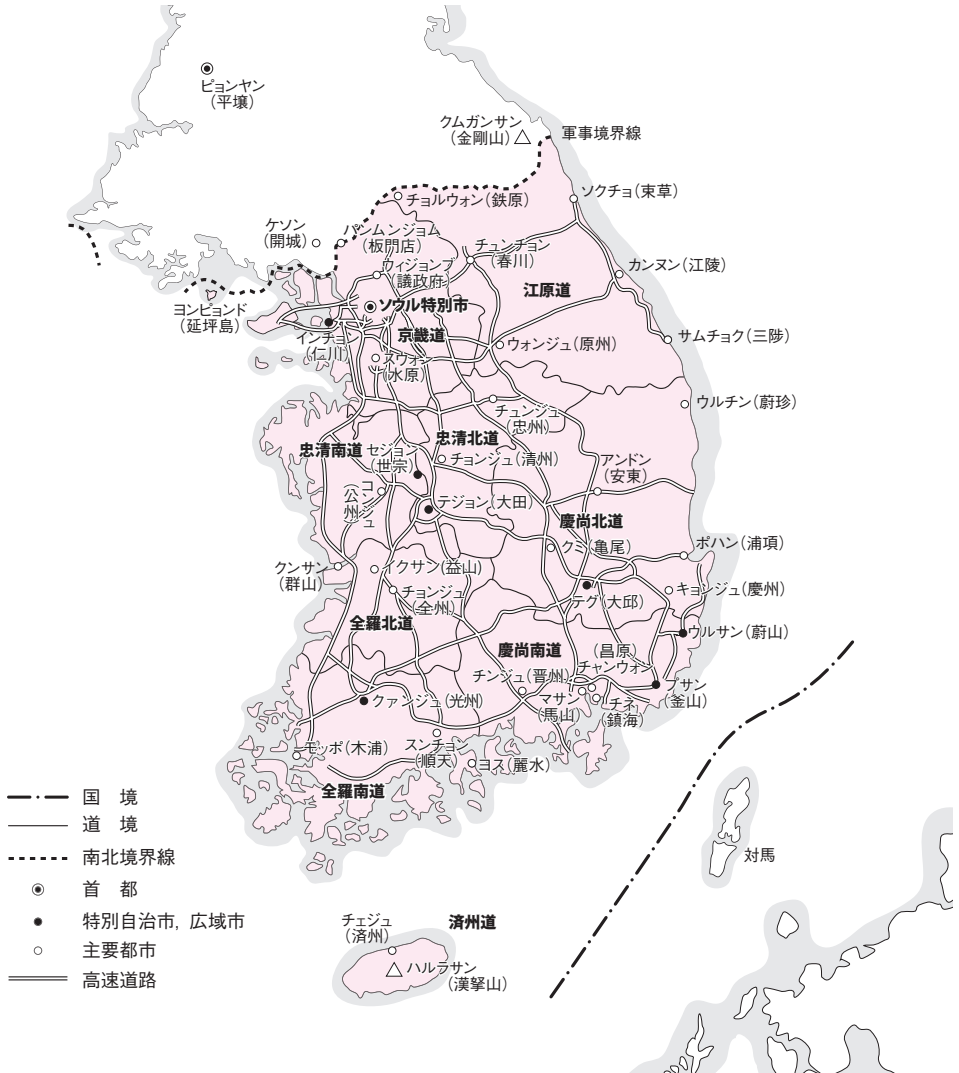 ピョンヤン
(平壌)
クムガンサン
(金剛山)
軍事境界線
ソクチョ(束草)
チョルウォン(鉄原)
ケソン
(開城)
パンムンジョム
(板門店)
チュンチョン
(春川)
カンヌン(江陵)
ウィジョンブ
(議政府)
江原道
ヨンピョンド
(延坪島)
ソウル特別市
インチョン
(仁川)
京畿道
サムチョク(三陟)
ウォンジュ(原州)
スウォン
(水原)
ウルチン(蔚珍)
チュンジュ
(忠州)
忠清南道
セジョン
(世宗)
忠清北道
チョンジュ(清州)
アンドン
(安東)
コンジュ
(公州)
テジョン(大田)
慶尚北道
クミ(亀尾)
ポハン(浦項)
クンサン
(群山)
イクサン(益山)
チョンジュ
(全州)
テグ(大邱)
キョンジュ(慶州)
全羅北道
ウルサン(蔚山)
慶尚南道
(昌原)
チャンウォン
チンジュ(晋州)
マサン
(馬山)
チネ
(鎮海)
プサン
(釜山)
クァンジュ(光州)
モッポ(木浦)
スンチョン
(順天)
ヨス(麗水)
全羅南道
対馬
チェジュ
(済州)
済州道
ハルラサン
(漢拏山)
国 境
道 境
南北境界線
首 都
特別自治市, 広域市
主要都市
高速道路